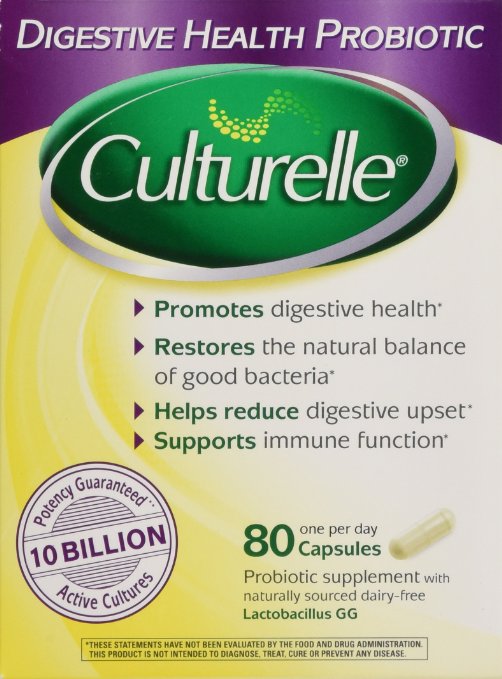 DIGESTIVE HEALTH PROBIOTIC
Culturelle®
Promotes digestive health*
Restores the natural balance
of good bacteria*
Helps reduce digestive upset*
Supports immune function*
Potency Guaranteed**
10 BILLION
Active Cultures
80 one per day
Capsules
Probiotic supplement with
naturally sourced dairy-free
Lactobacillus GG
*THESE STATEMENTS HAVE NOT BEEN EVALUATED BY THE FOOD AND DRUG ADMINISTRATION.
THIS PRODUCT IS NOT INTENDED TO DIAGNOSE, TREAT, CURE OR PREVENT ANY DISEASE.